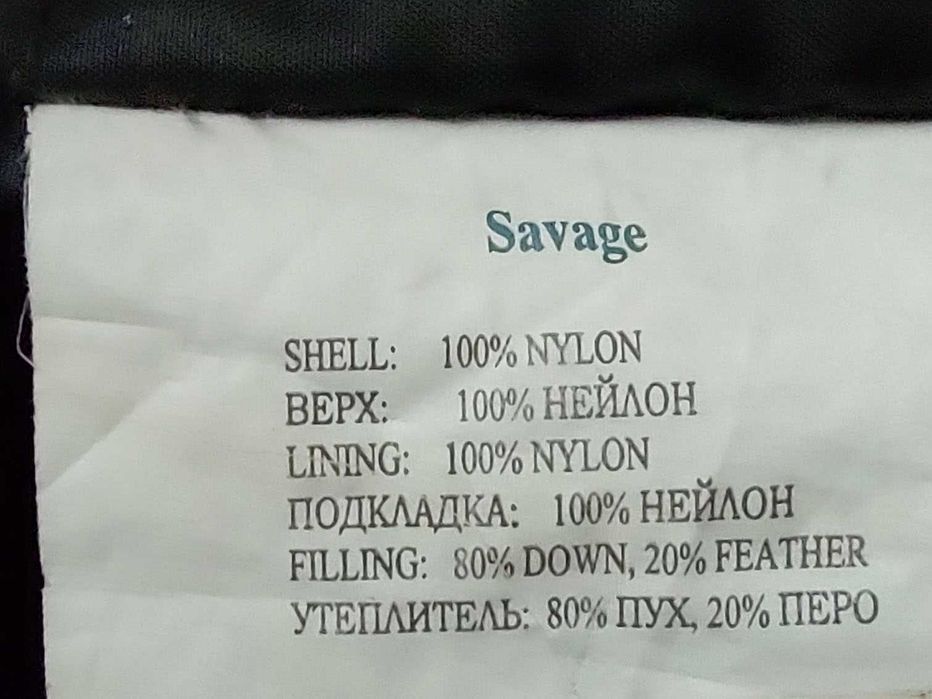 Savage
SHELL: 100% NYLON
ВЕРХ: 100% НЕЙЛОН
LINING: 100% NYLON
ПОДКЛАДКА: 100% НЕЙЛОН
FILLING: 80% DOWN, 20% FEATHER
УТЕПЛИТЕЛЬ: 80% ПУХ, 20% ПЕРО